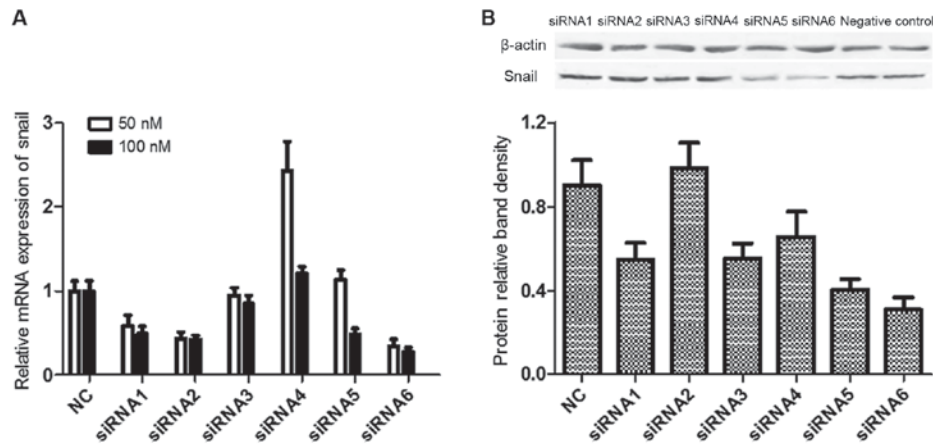 A
Relative mRNA expression of snail
3
2
1
0
50 nM
100 nM
NC
siRNA1
siRNA2
siRNA3
siRNA4
siRNA5
siRNA6
B
siRNA1 siRNA2 siRNA3 siRNA4 siRNA5 siRNA6 Negative control
β-actin
Snail
Protein relative band density
1.2
0.8
0.4
0.0
NC
siRNA1
siRNA2
siRNA3
siRNA4
siRNA5
siRNA6